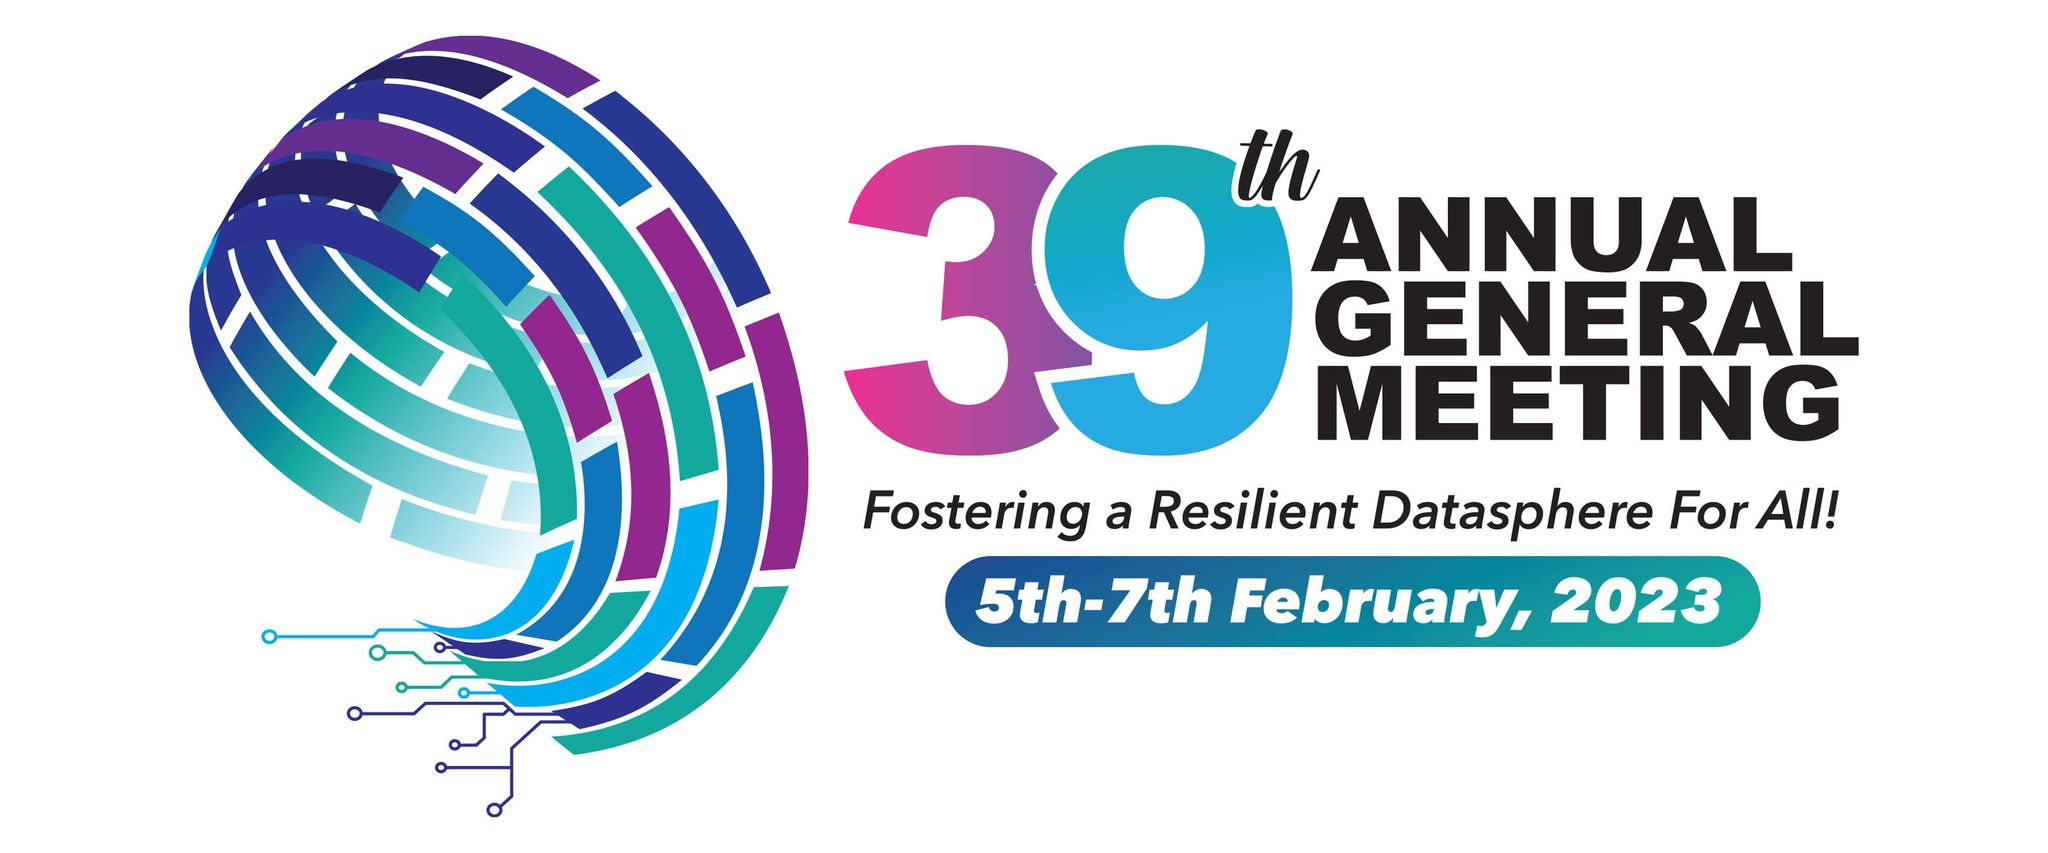 39th
ANNUAL
GENERAL
MEETING
Fostering a Resilient Datasphere For All!
5th-7th February, 2023